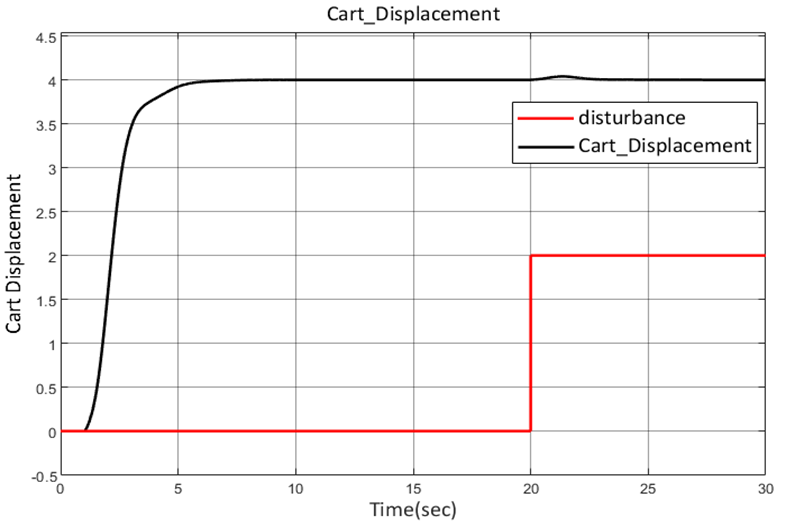 Cart_Displacement
4.5
4
3.5
3
2.5
2
1.5
1
0.5
0
-0.5
Cart Displacement
disturbance
Cart_Displacement
0 5 10 15 20 25 30
Time(sec)